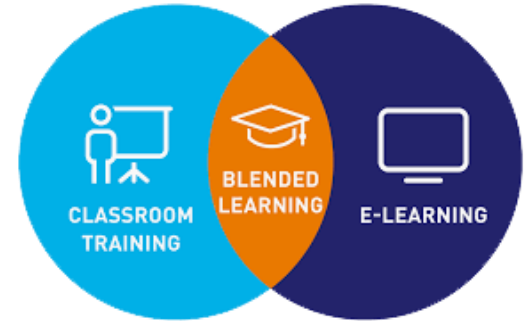 CLASSROOM
TRAINING
BLENDED
LEARNING
E-LEARNING